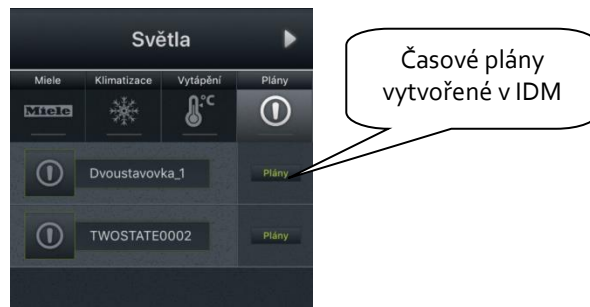 Světla
Miele Klimatizace Vytápění Plány
Miele °C
Dvoustavovka_1 Plány
TWOSTATE0002 Plány
Časové plány
vytvořené v IDM